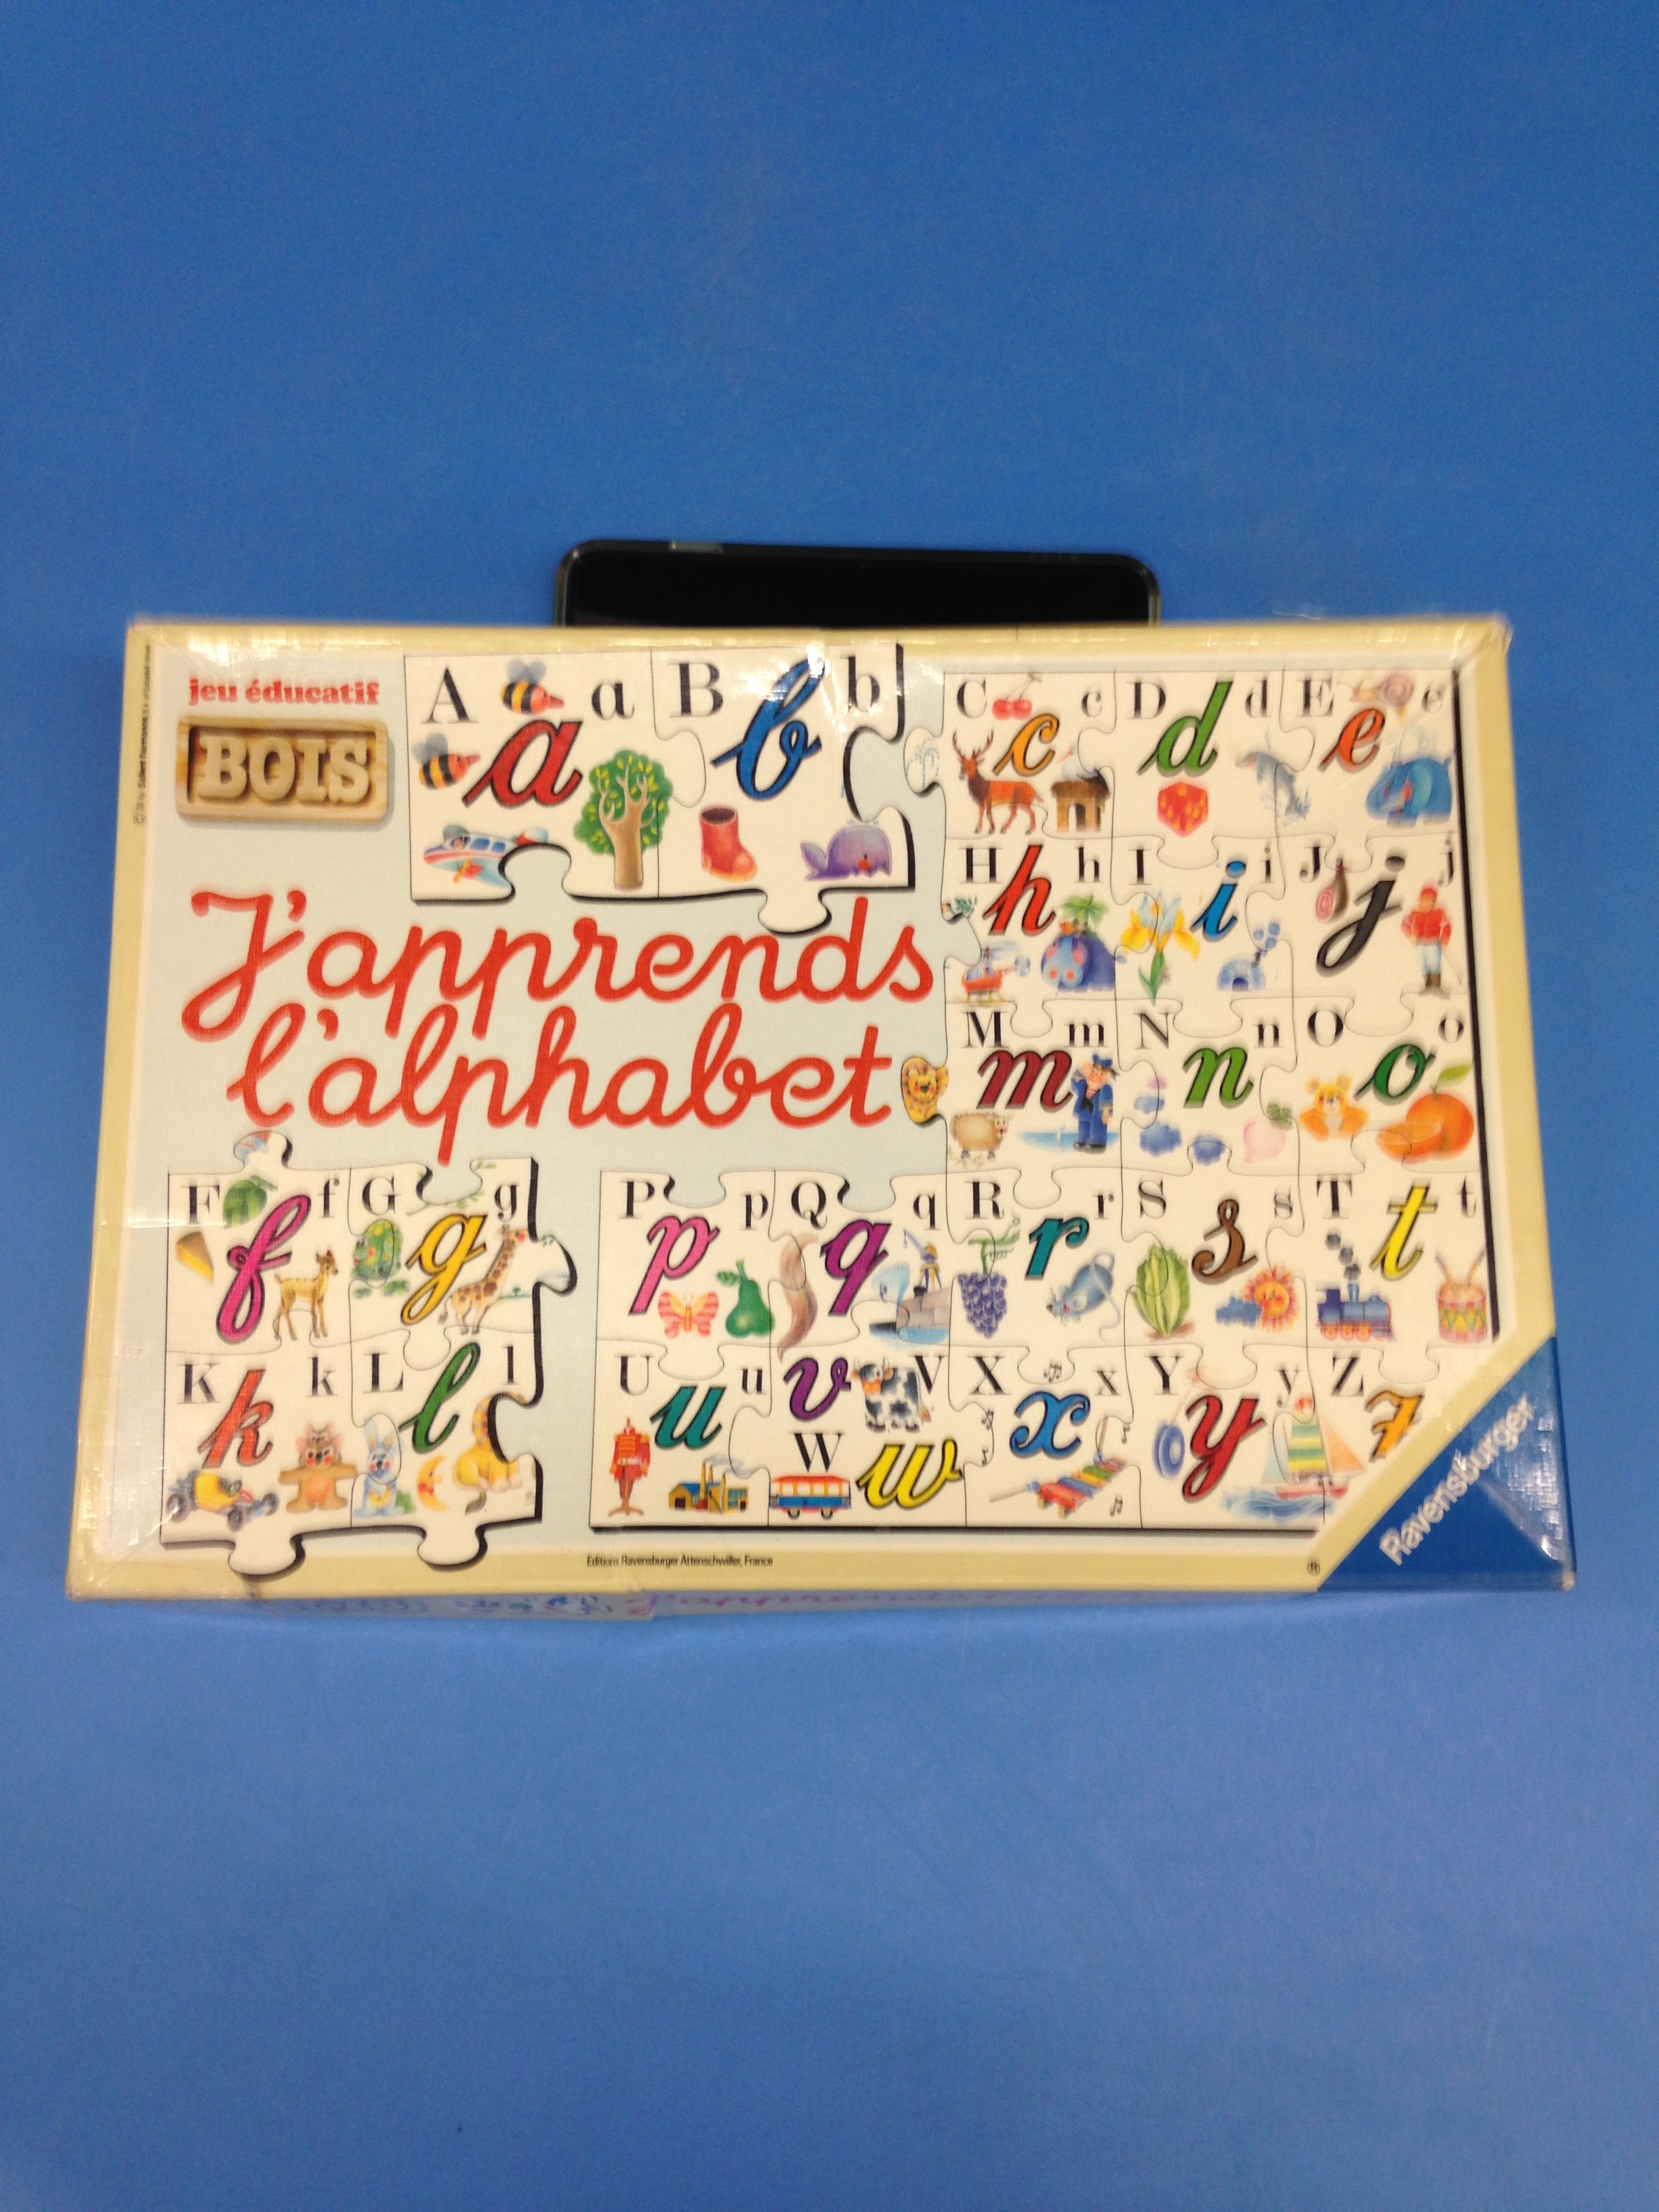 jeu éducatif
BOIS
A a B b
C c c D d d E e e
J'apprends
l'alphabet
H h h I i i J j j
M m m N n n O o o
F f f G g g
P p p Q q q R r r S s s T t t
K k k L l l
U u u v V X x x Y y y Z z
W w
Editions Ravensburger Attenschwiller, France
®
Ravensburger